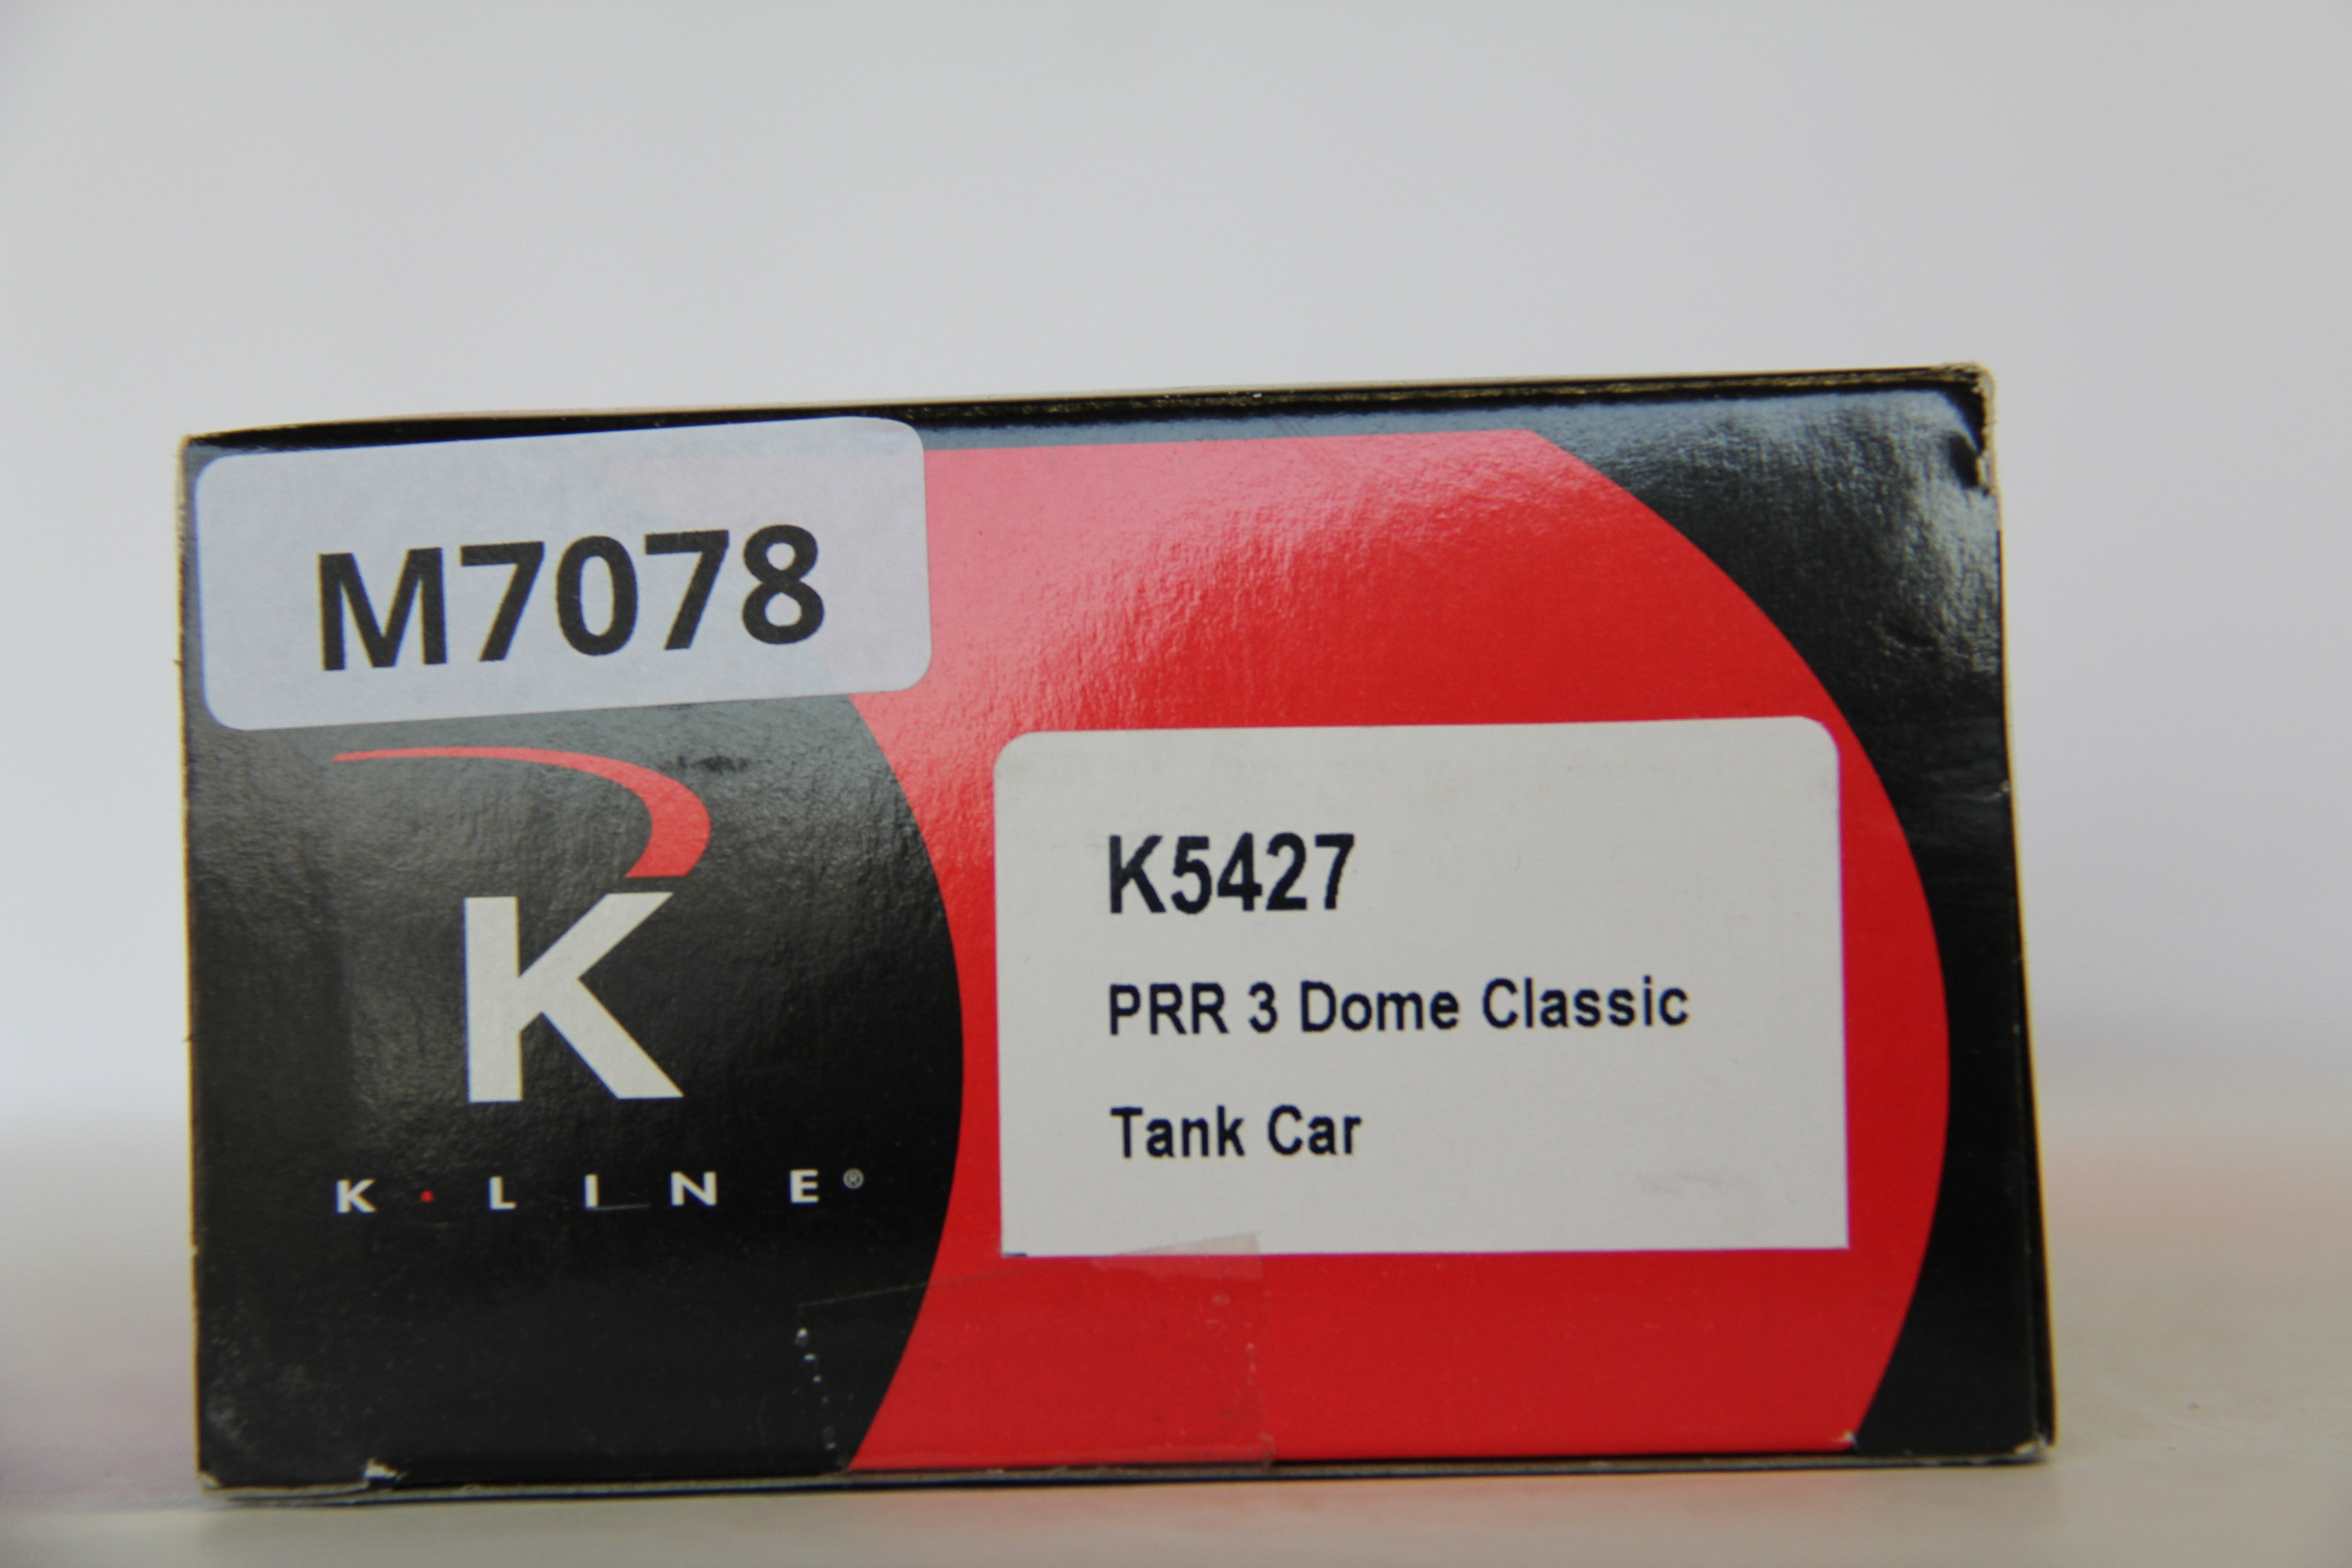 M7078
K
K·LINE®
K5427
PRR 3 Dome Classic
Tank Car